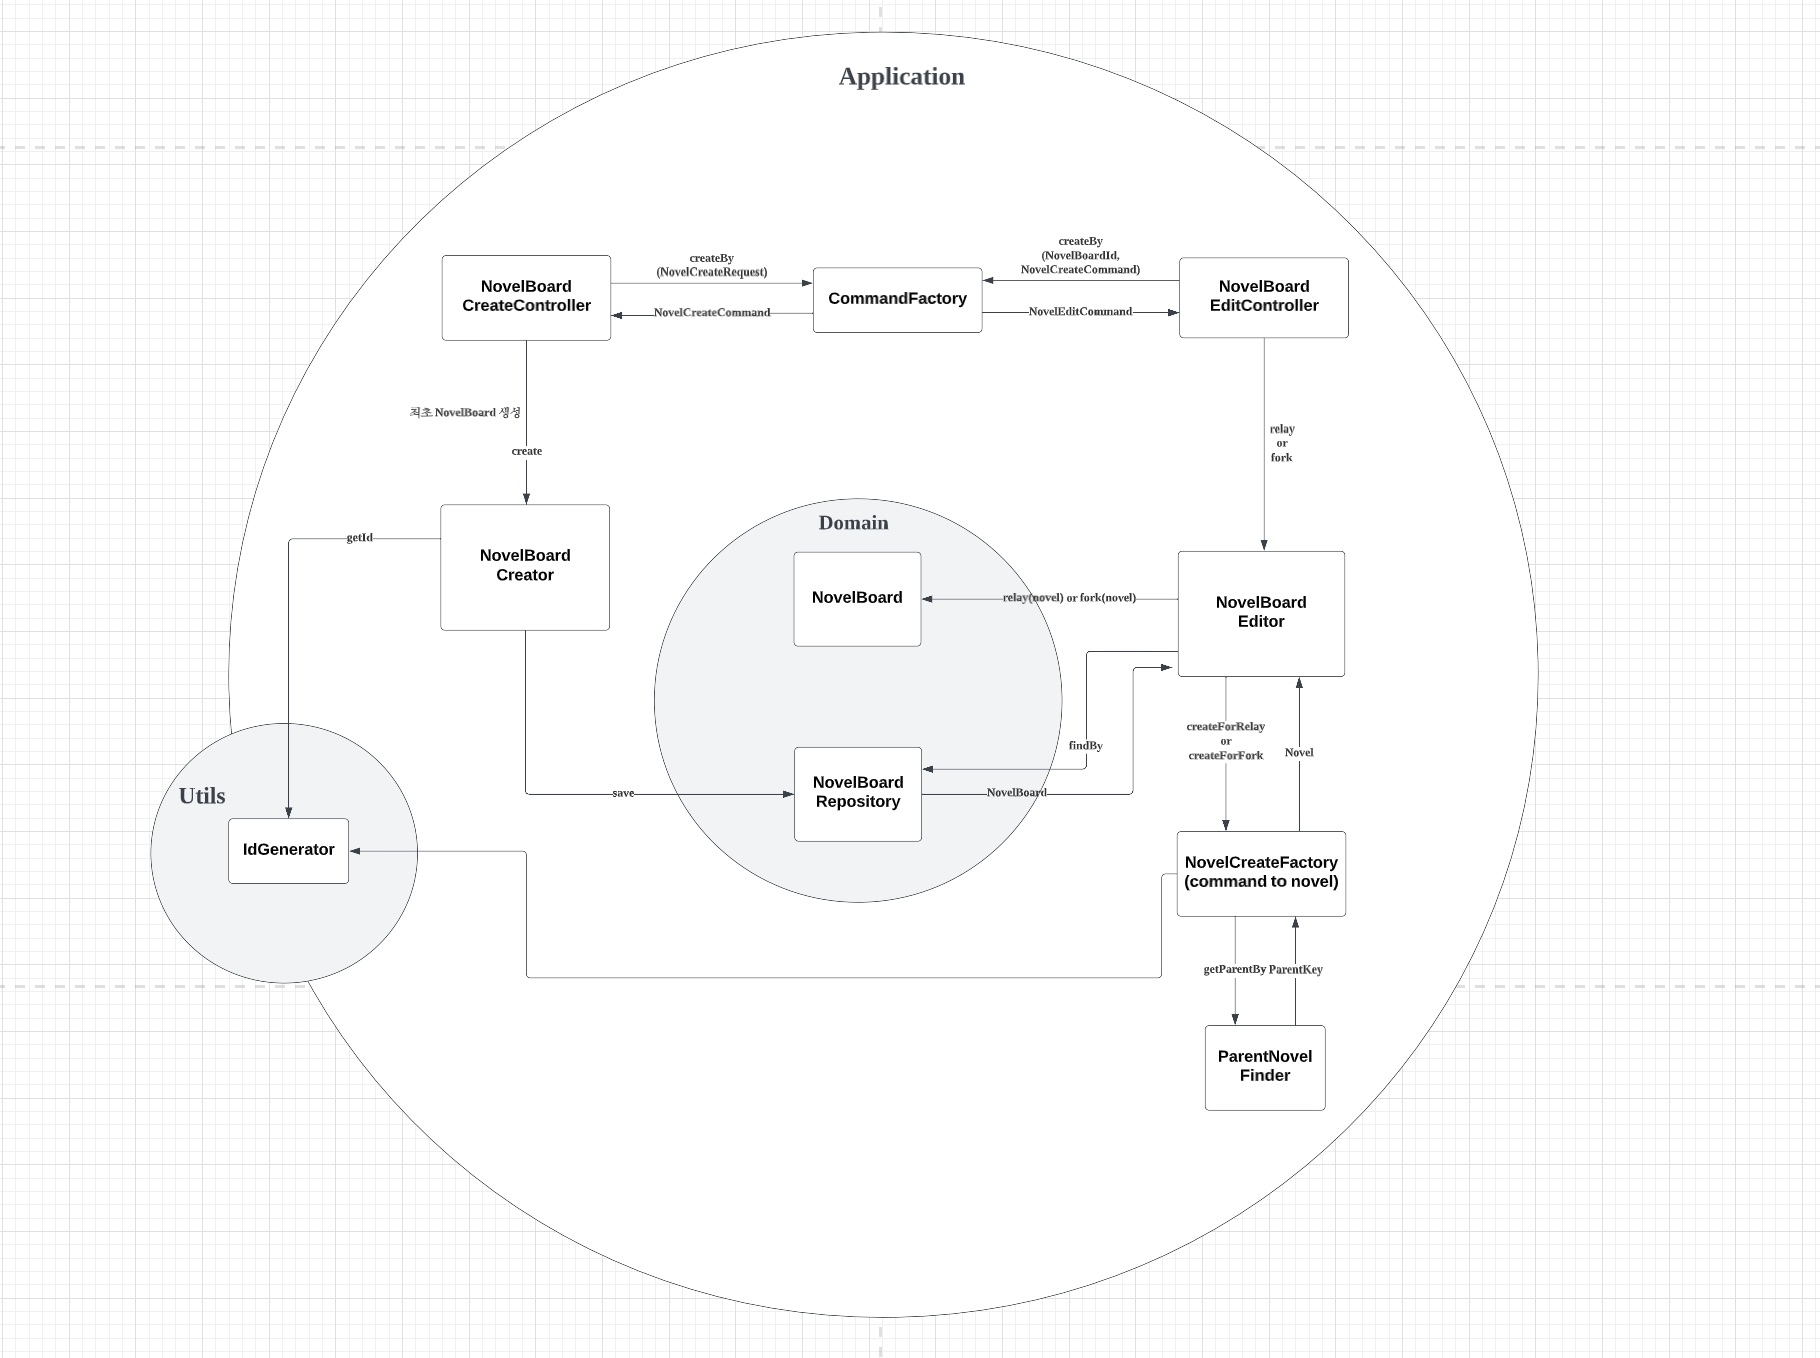 Application
createBy
(NovelCreateRequest)
createBy
(NovelBoardId,
NovelCreateCommand)
NovelBoard
CreateController
CommandFactory
NovelBoard
EditController
NovelCreateCommand
NovelEditCommand
최초 NovelBoard 생성
create
relay
or
fork
Domain
getId
NovelBoard
Creator
NovelBoard
relay(novel) or fork(novel)
NovelBoard
Editor
createForRelay
or
createForFork
Novel
findBy
Utils
save
NovelBoard
Repository
NovelBoard
IdGenerator
NovelCreateFactory
(command to novel)
getParentBy
ParentKey
ParentNovel
Finder